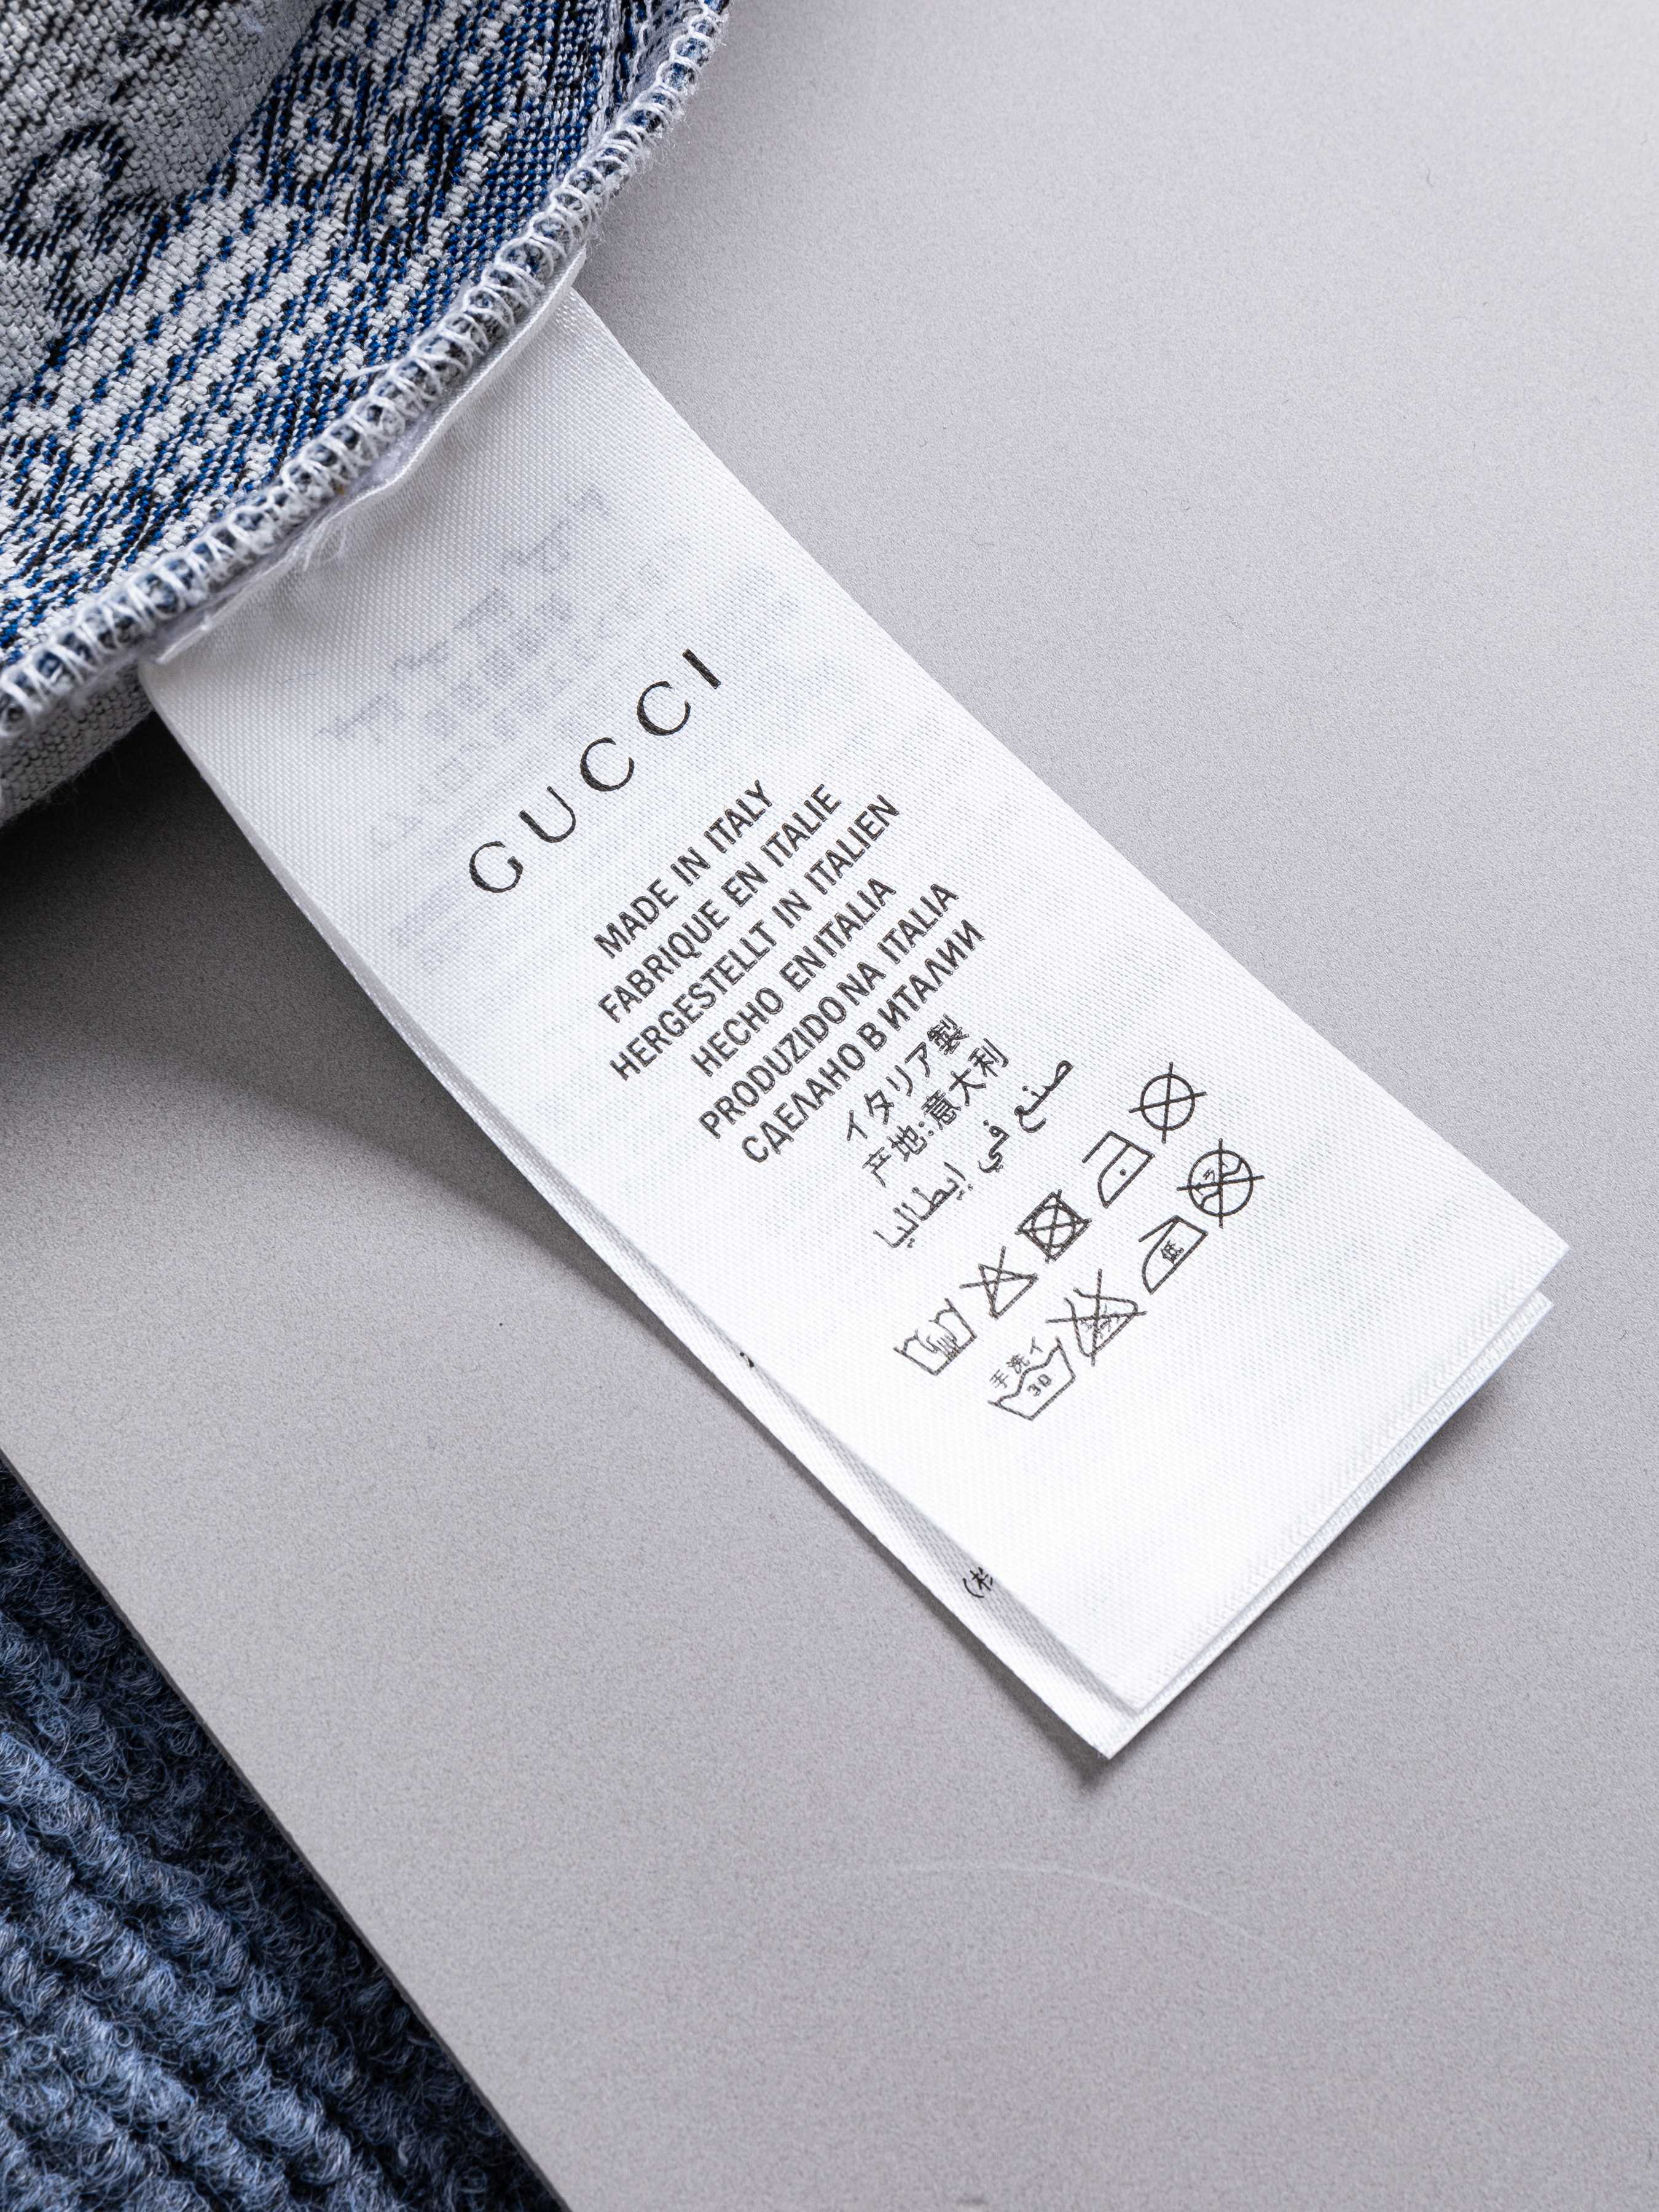 GUCCI
MADE IN ITALY
FABRIQUE EN ITALIE
HERGESTELLT IN ITALIEN
HECHO EN ITALIA
PRODUZIDO NA ITALIA
СДЕЛАНО В ИТАЛИИ
イタリア製
产地:意大利
صنع في إيطاليا
手洗イ
30
低